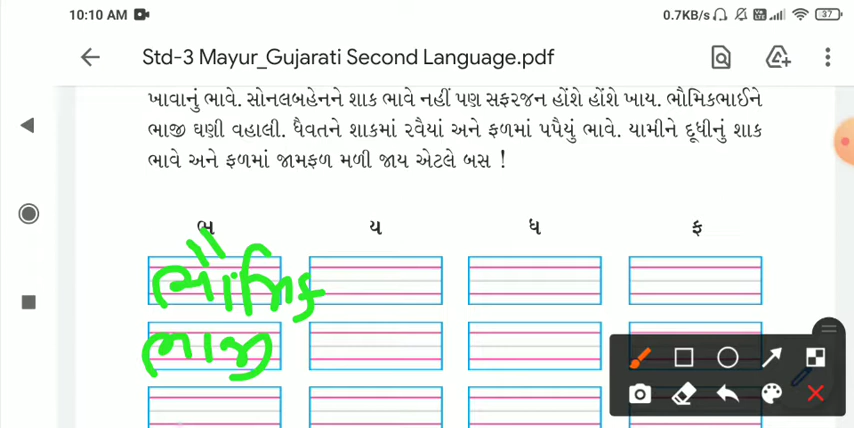 10:10 AM
0.7KB/s
37
Std-3 Mayur_Gujarati Second Language.pdf
ખાવાનું ભાવે. સોનલબહેનને શાક ભાવે નહીં પણ સફરજન હોંશે હોંશે ખાય. ભૌમિકભાઈને
ભાજી ઘણી વહાલી. ધૈવતને શાકમાં રવૈયાં અને ફળમાં પપૈયું ભાવે. યામીને દૂધીનું શાક
ભાવે અને ફળમાં જામફળ મળી જાય એટલે બસ !
ભ ય ધ ફ
ભૌમિક
ભાજી